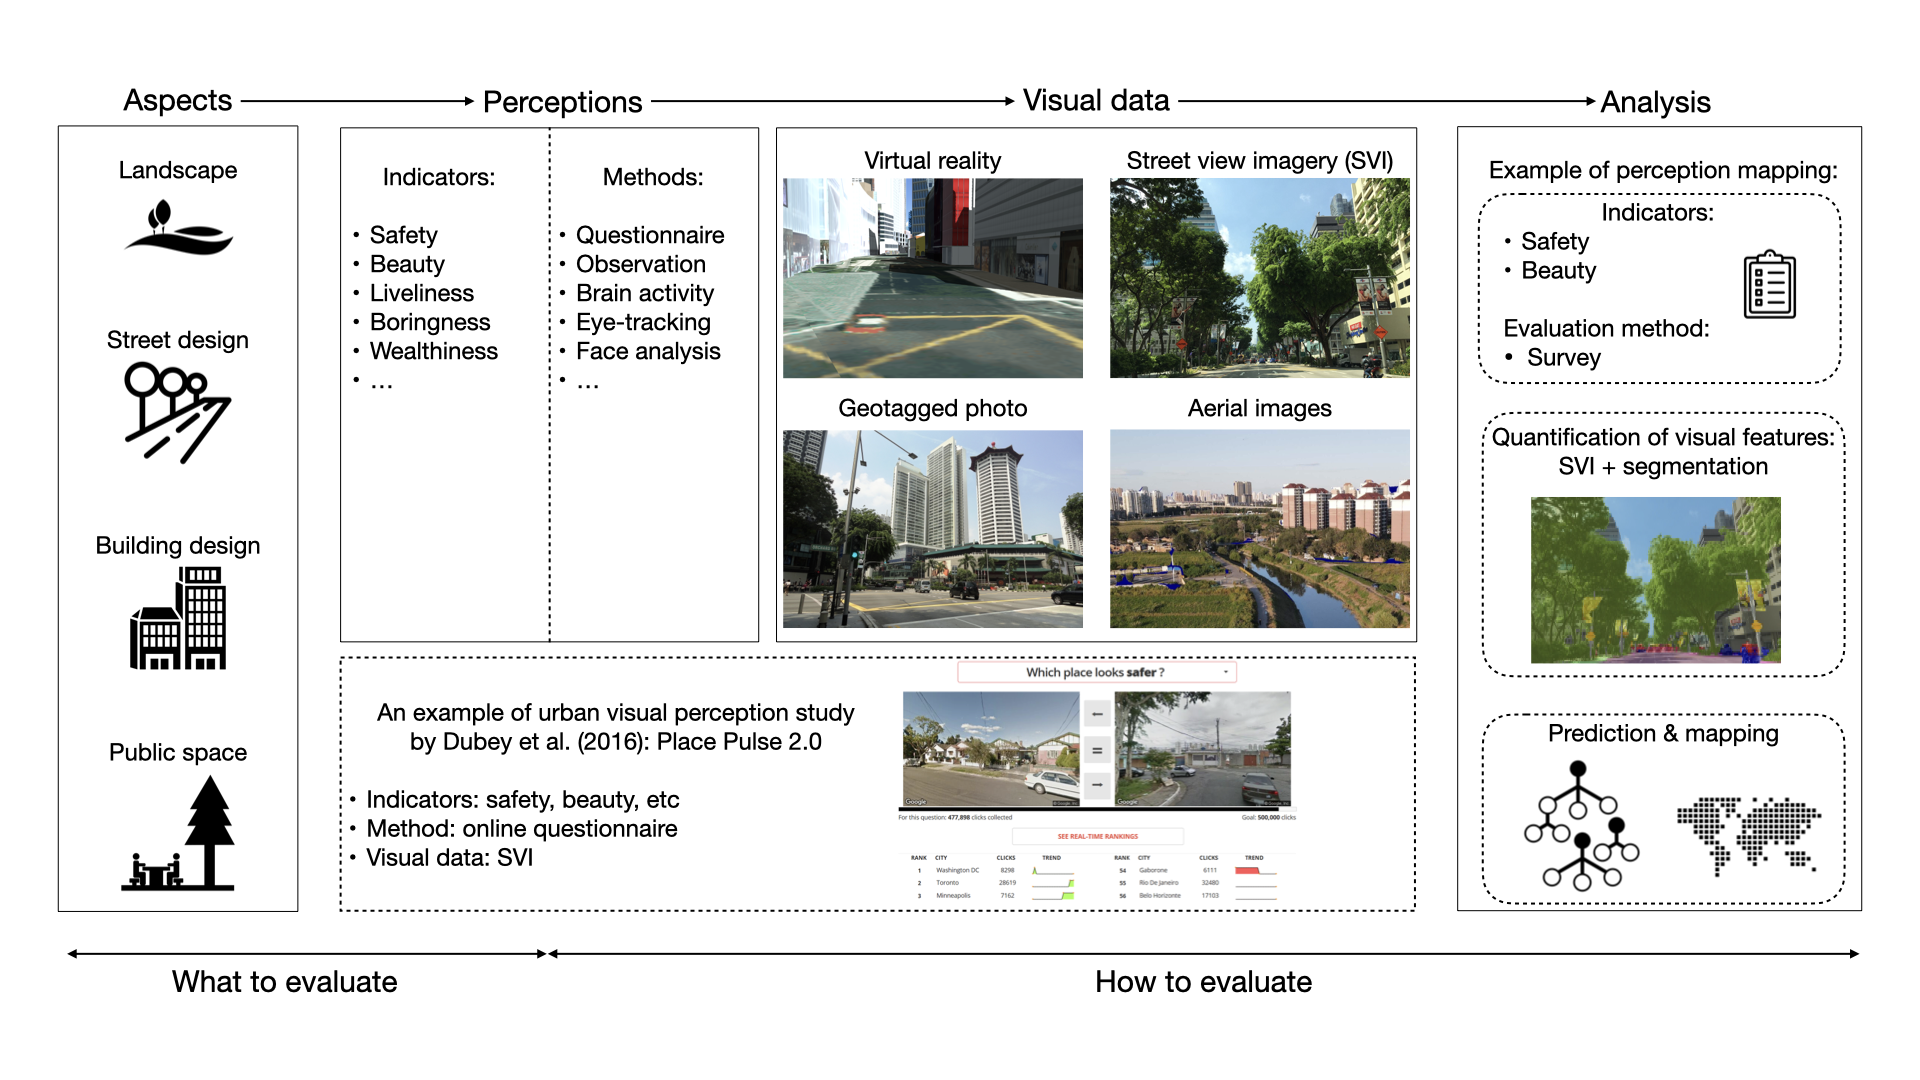 Aspects
Perceptions
Visual data
Analysis
Landscape
Street design
Building design
Public space
Indicators:
• Safety
• Beauty
• Liveliness
• Boringness
• Wealthiness
• ...
Methods:
• Questionnaire
• Observation
• Brain activity
• Eye-tracking
• Face analysis
• ...
Virtual reality
Street view imagery (SVI)
Geotagged photo
Aerial images
An example of urban visual perception study
by Dubey et al. (2016): Place Pulse 2.0
• Indicators: safety, beauty, etc
• Method: online questionnaire
• Visual data: SVI
Which place looks safer ?
Google
Google
For this question: 477,898 clicks collected
Goal: 500,000 clicks
SEE REAL-TIME RANKINGS
RANK CITY CLICKS TREND
1 Washington DC 8298
2 Toronto 28619
3 Minneapolis 7162
RANK CITY CLICKS TREND
54 Gaborone 6111
55 Rio De Janeiro 32480
56 Belo Horizonte 17103
Example of perception mapping:
Indicators:
• Safety
• Beauty
Evaluation method:
• Survey
Quantification of visual features:
SVI + segmentation
Prediction & mapping
What to evaluate
How to evaluate